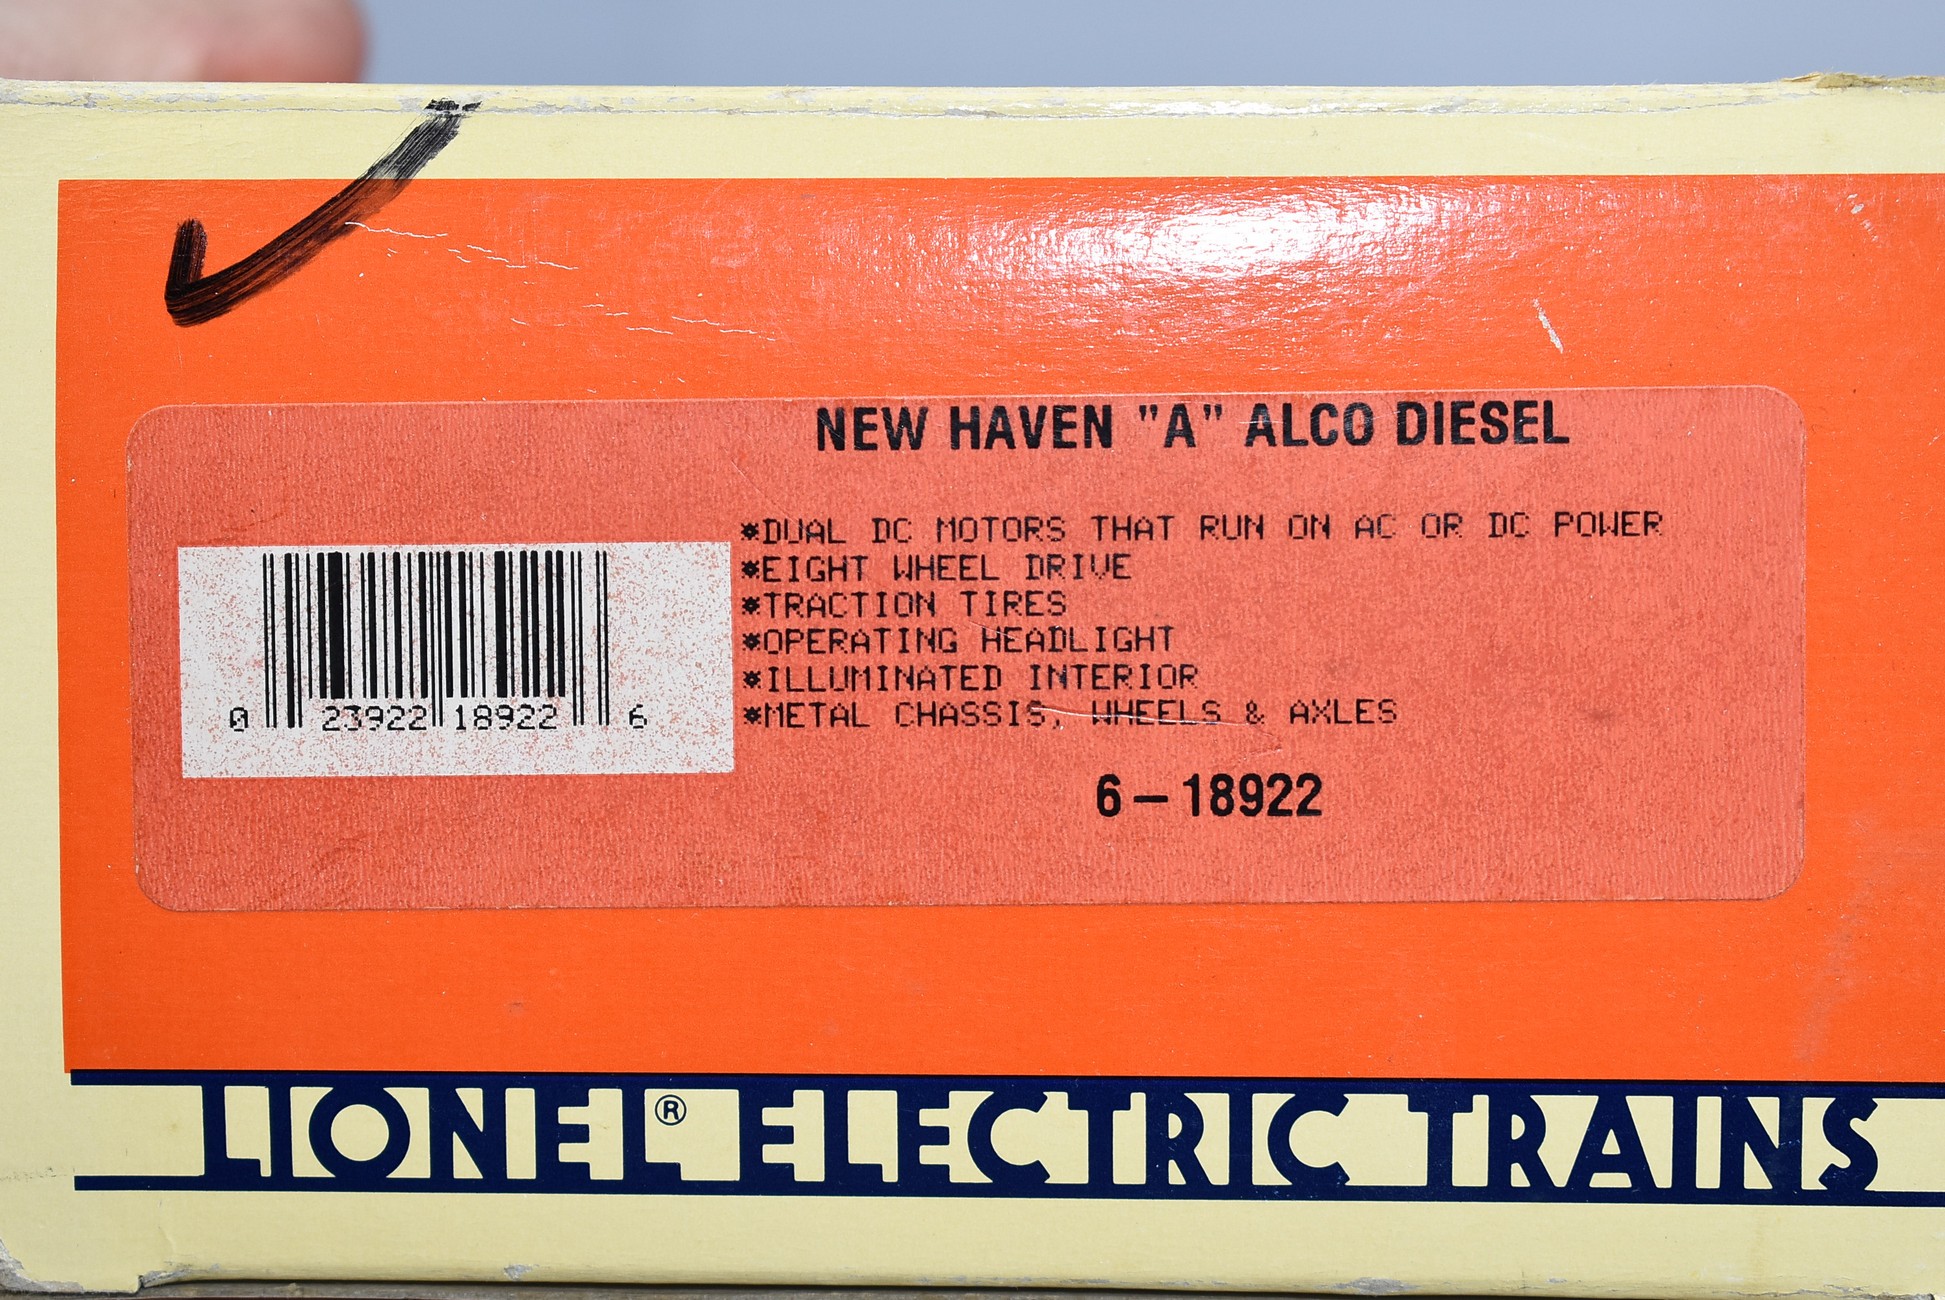 NEW HAVEN "A" ALCO DIESEL
*DUAL DC MOTORS THAT RUN ON AC OR DC POWER
*EIGHT WHEEL DRIVE
*TRACTION TIRES
*OPERATING HEADLIGHT
*ILLUMINATED INTERIOR
*METAL CHASSIS, WHEELS & AXLES
0 23922 18922 6
6-18922
LIONEL® ELECTRIC TRAINS